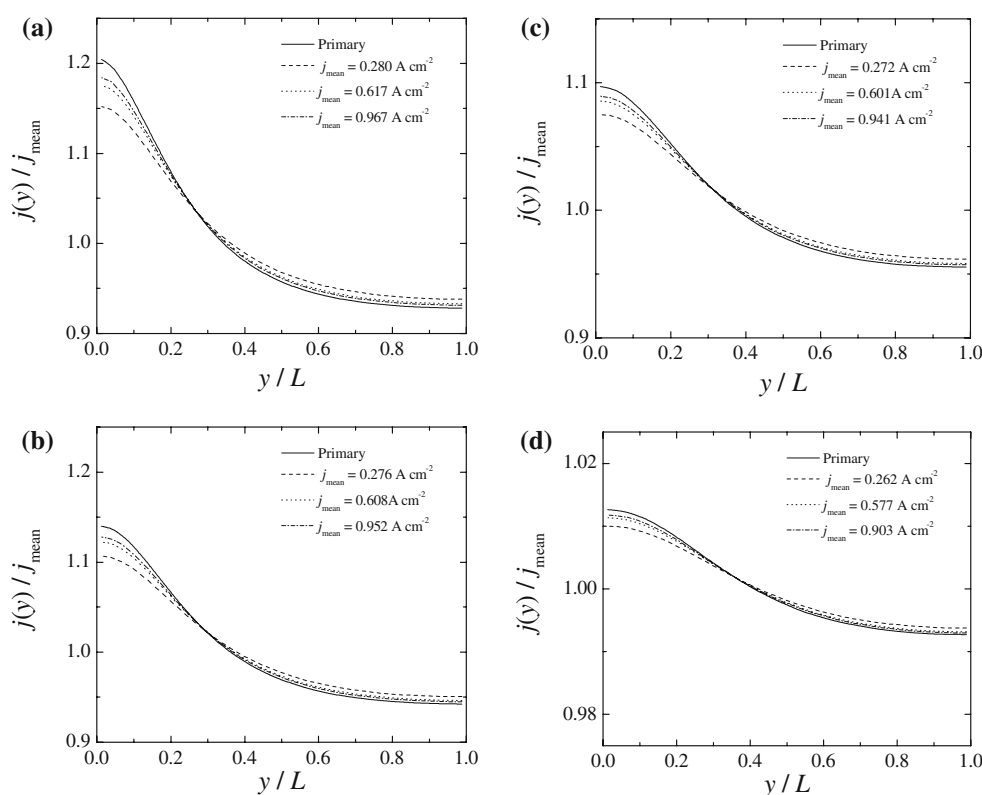 (a)
Primary
j_mean = 0.280 A cm⁻²
j_mean = 0.617 A cm⁻²
j_mean = 0.967 A cm⁻²
j(y) / j_mean
1.2
1.1
1.0
0.9
0.0 0.2 0.4 0.6 0.8 1.0
y / L
(b)
Primary
j_mean = 0.276 A cm⁻²
j_mean = 0.608A cm⁻²
j_mean = 0.952 A cm⁻²
j(y) / j_mean
1.2
1.1
1.0
0.9
0.0 0.2 0.4 0.6 0.8 1.0
y / L
(c)
Primary
j_mean = 0.272 A cm⁻²
j_mean = 0.601A cm⁻²
j_mean = 0.941 A cm⁻²
j(y) / j_mean
1.1
1.0
0.9
0.0 0.2 0.4 0.6 0.8 1.0
y / L
(d)
Primary
j_mean = 0.262 A cm⁻²
j_mean = 0.577 A cm⁻²
j_mean = 0.903 A cm⁻²
j(y) / j_mean
1.02
1.00
0.98
0.0 0.2 0.4 0.6 0.8 1.0
y / L